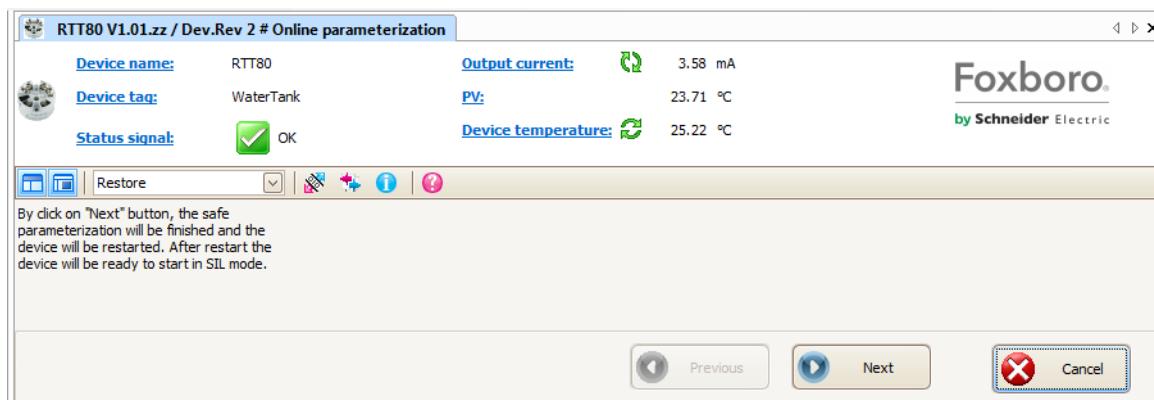 RTT80 V1.01.zz / Dev.Rev 2 # Online parameterization
Device name: RTT80 Output current: 3.58 mA
Device tag: WaterTank PV: 23.71 °C
Status signal: OK Device temperature: 25.22 °C
Foxboro.
by Schneider Electric
Restore
By click on "Next" button, the safe
parameterization will be finished and the
device will be restarted. After restart the
device will be ready to start in SIL mode.
Previous Next Cancel